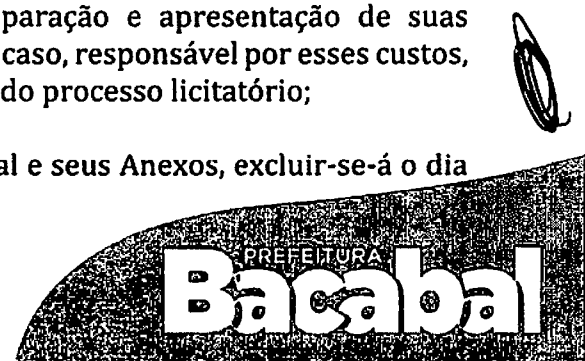 paração e apresentação de suas
caso, responsável por esses custos,
do processo licitatório;
al e seus Anexos, excluir-se-á o dia
PREFEITURA
Bacabal